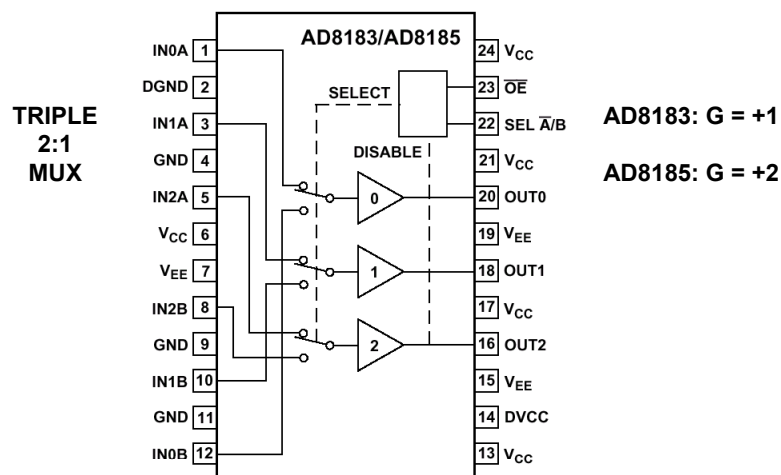 AD8183/AD8185
TRIPLE
2:1
MUX
IN0A 1
DGND 2
IN1A 3
GND 4
IN2A 5
VCC 6
VEE 7
IN2B 8
GND 9
IN1B 10
GND 11
IN0B 12
SELECT
DISABLE
0
1
2
24 VCC
23 OE
22 SEL A/B
21 VCC
20 OUT0
19 VEE
18 OUT1
17 VCC
16 OUT2
15 VEE
14 DVCC
13 VCC
AD8183: G = +1
AD8185: G = +2